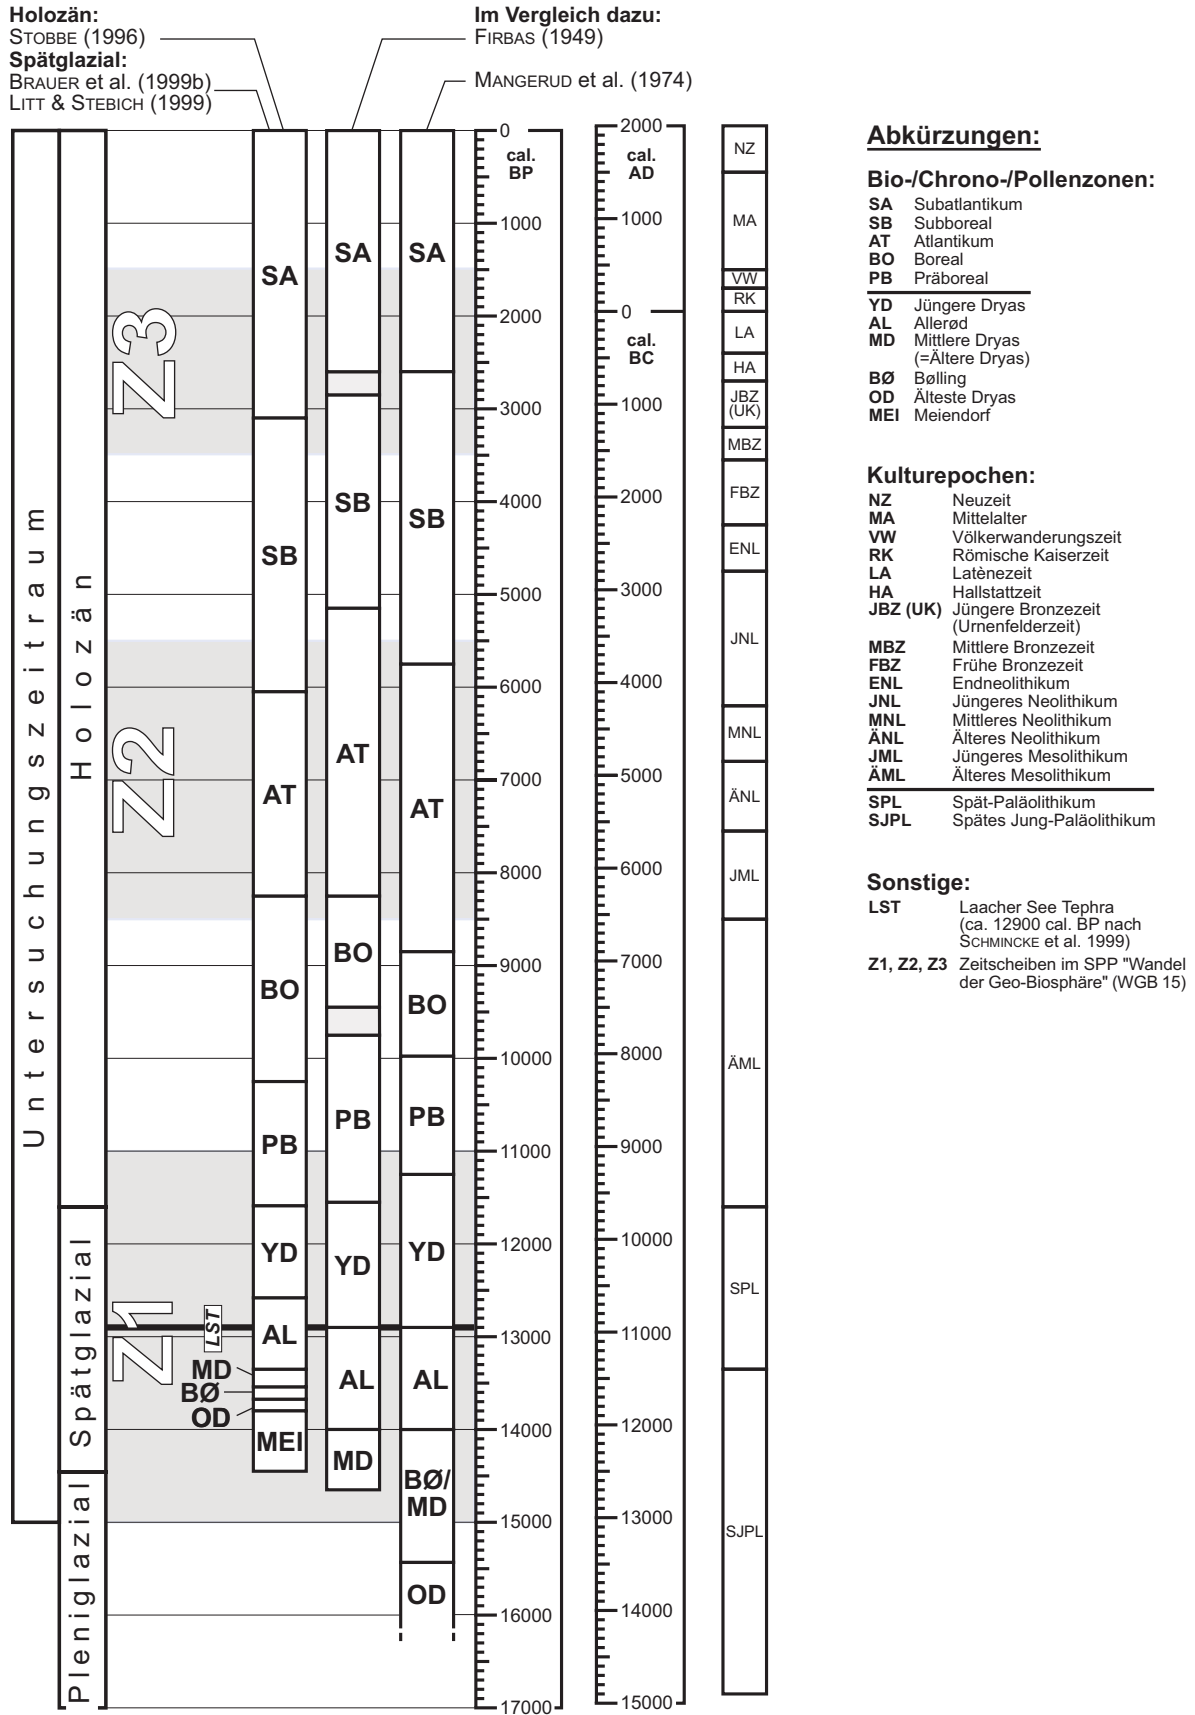 Holozän:
STOBBE (1996)
Spätglazial:
BRAUER et al. (1999b)
LITT & STEBICH (1999)
Im Vergleich dazu:
FIRBAS (1949)
MANGERUD et al. (1974)
Untersuchungszeitraum
Holozän
Spätglazial
Pleniglazial
Z3
Z2
Z1
LST
SA
SB
AT
BO
PB
YD
AL
MD
BØ
OD
MEI
SA
SB
AT
BO
PB
YD
AL
MD
SA
SB
AT
BO
PB
YD
AL
BØ/
MD
OD
0
cal.
BP
1000
2000
3000
4000
5000
6000
7000
8000
9000
10000
11000
12000
13000
14000
15000
16000
17000
2000
cal.
AD
1000
0
cal.
BC
1000
2000
3000
4000
5000
6000
7000
8000
9000
10000
11000
12000
13000
14000
15000
NZ
MA
VW
RK
LA
HA
JBZ
(UK)
MBZ
FBZ
ENL
JNL
MNL
ÄNL
JML
ÄML
SPL
SJPL
Abkürzungen:
Bio-/Chrono-/Pollenzonen:
SA Subatlantikum
SB Subboreal
AT Atlantikum
BO Boreal
PB Präboreal
YD Jüngere Dryas
AL Allerød
MD Mittlere Dryas
(=Ältere Dryas)
BØ Bølling
OD Älteste Dryas
MEI Meiendorf
Kulturepochen:
NZ Neuzeit
MA Mittelalter
VW Völkerwanderungszeit
RK Römische Kaiserzeit
LA Latènezeit
HA Hallstattzeit
JBZ (UK) Jüngere Bronzezeit
(Urnenfelderzeit)
MBZ Mittlere Bronzezeit
FBZ Frühe Bronzezeit
ENL Endneolithikum
JNL Jüngeres Neolithikum
MNL Mittleres Neolithikum
ÄNL Älteres Neolithikum
JML Jüngeres Mesolithikum
ÄML Älteres Mesolithikum
SPL Spät-Paläolithikum
SJPL Spätes Jung-Paläolithikum
Sonstige:
LST Laacher See Tephra
(ca. 12900 cal. BP nach
SCHMINCKE et al. 1999)
Z1, Z2, Z3 Zeitscheiben im SPP "Wandel
der Geo-Biosphäre" (WGB 15)